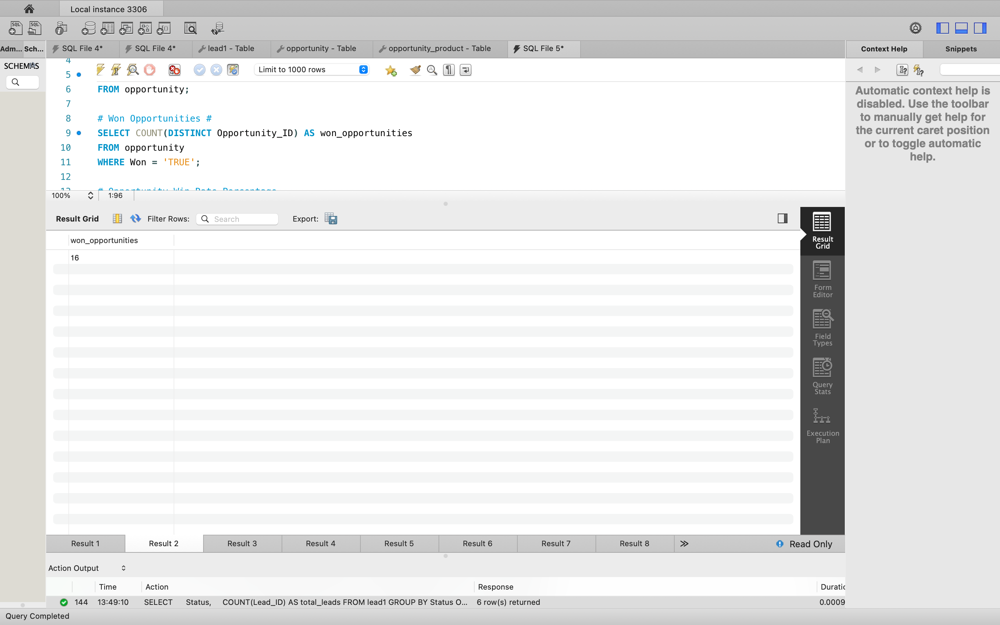 Local instance 3306
SQL SQL
Adm... Sch... SQL File 4* SQL File 4* lead1 - Table opportunity - Table opportunity_product - Table SQL File 5* Context Help Snippets
SCHEMAS
4
5 Limit to 1000 rows
6 FROM opportunity;
7
8 # Won Opportunities #
9 SELECT COUNT(DISTINCT Opportunity_ID) AS won_opportunities
10 FROM opportunity
11 WHERE Won = 'TRUE';
12
13 # Opportunity Win Rate Percentage
100% 1:96
Automatic context help is
disabled. Use the toolbar
to manually get help for
the current caret position
or to toggle automatic
help.
Result Grid Filter Rows: Search Export:
won_opportunities
16
Result
Grid
Form
Editor
Field
Types
Query
Stats
Execution
Plan
Result 1 Result 2 Result 3 Result 4 Result 5 Result 6 Result 7 Result 8 Read Only
Action Output
Time Action Response Duratio
144 13:49:10 SELECT Status, COUNT(Lead_ID) AS total_leads FROM lead1 GROUP BY Status O... 6 row(s) returned 0.0009
Query Completed